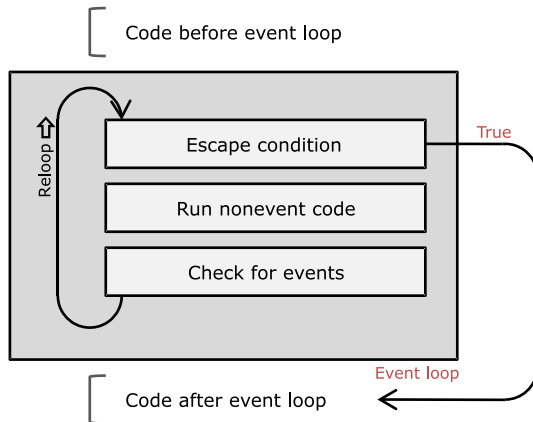 Code before event loop
Escape condition
True
Reloop
Run nonevent code
Check for events
Event loop
Code after event loop